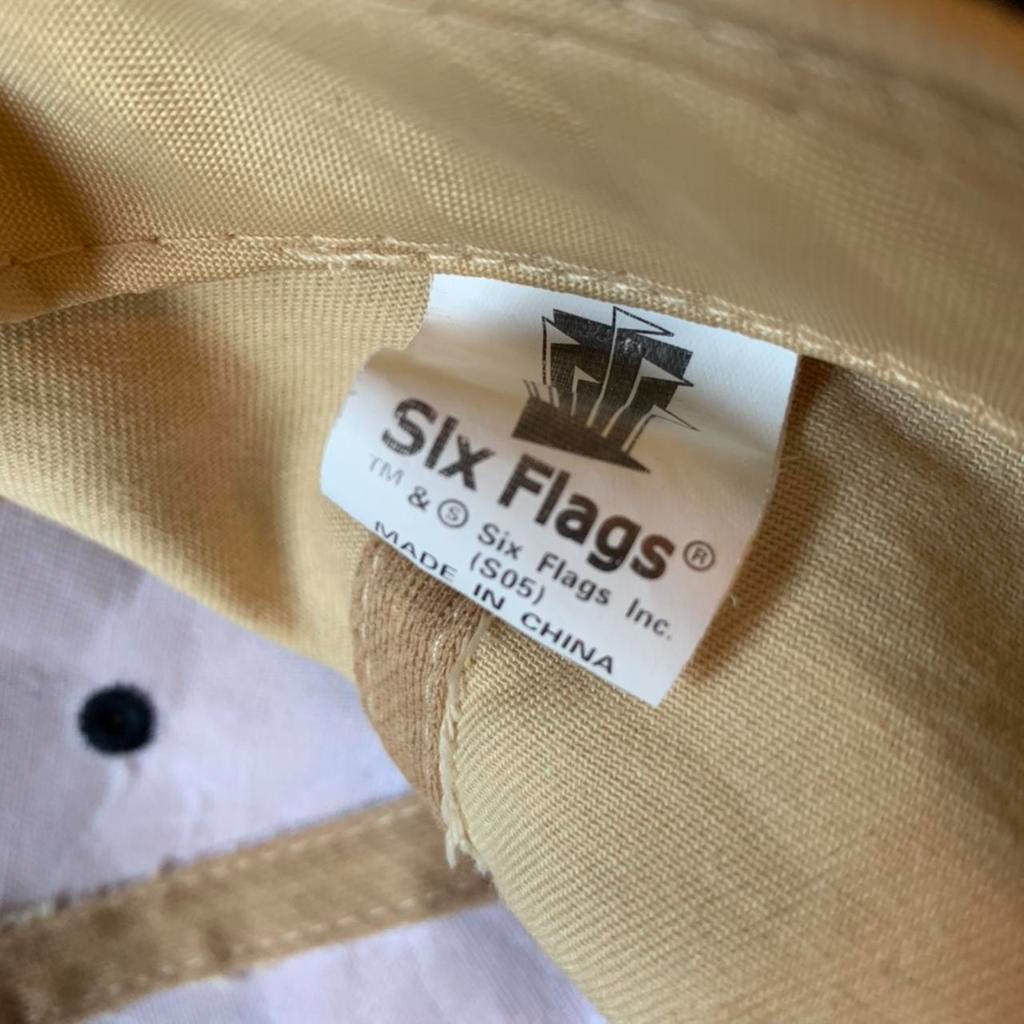 Six Flags®
TM & Ⓢ Six Flags Inc.
(S05)
MADE IN CHINA